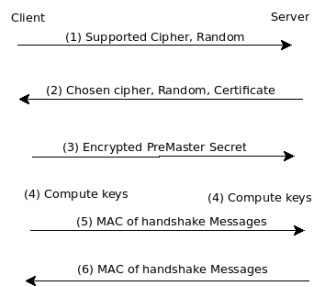 Client
Server
(1) Supported Cipher, Random
(2) Chosen cipher, Random, Certificate
(3) Encrypted PreMaster Secret
(4) Compute keys
(4) Compute keys
(5) MAC of handshake Messages
(6) MAC of handshake Messages